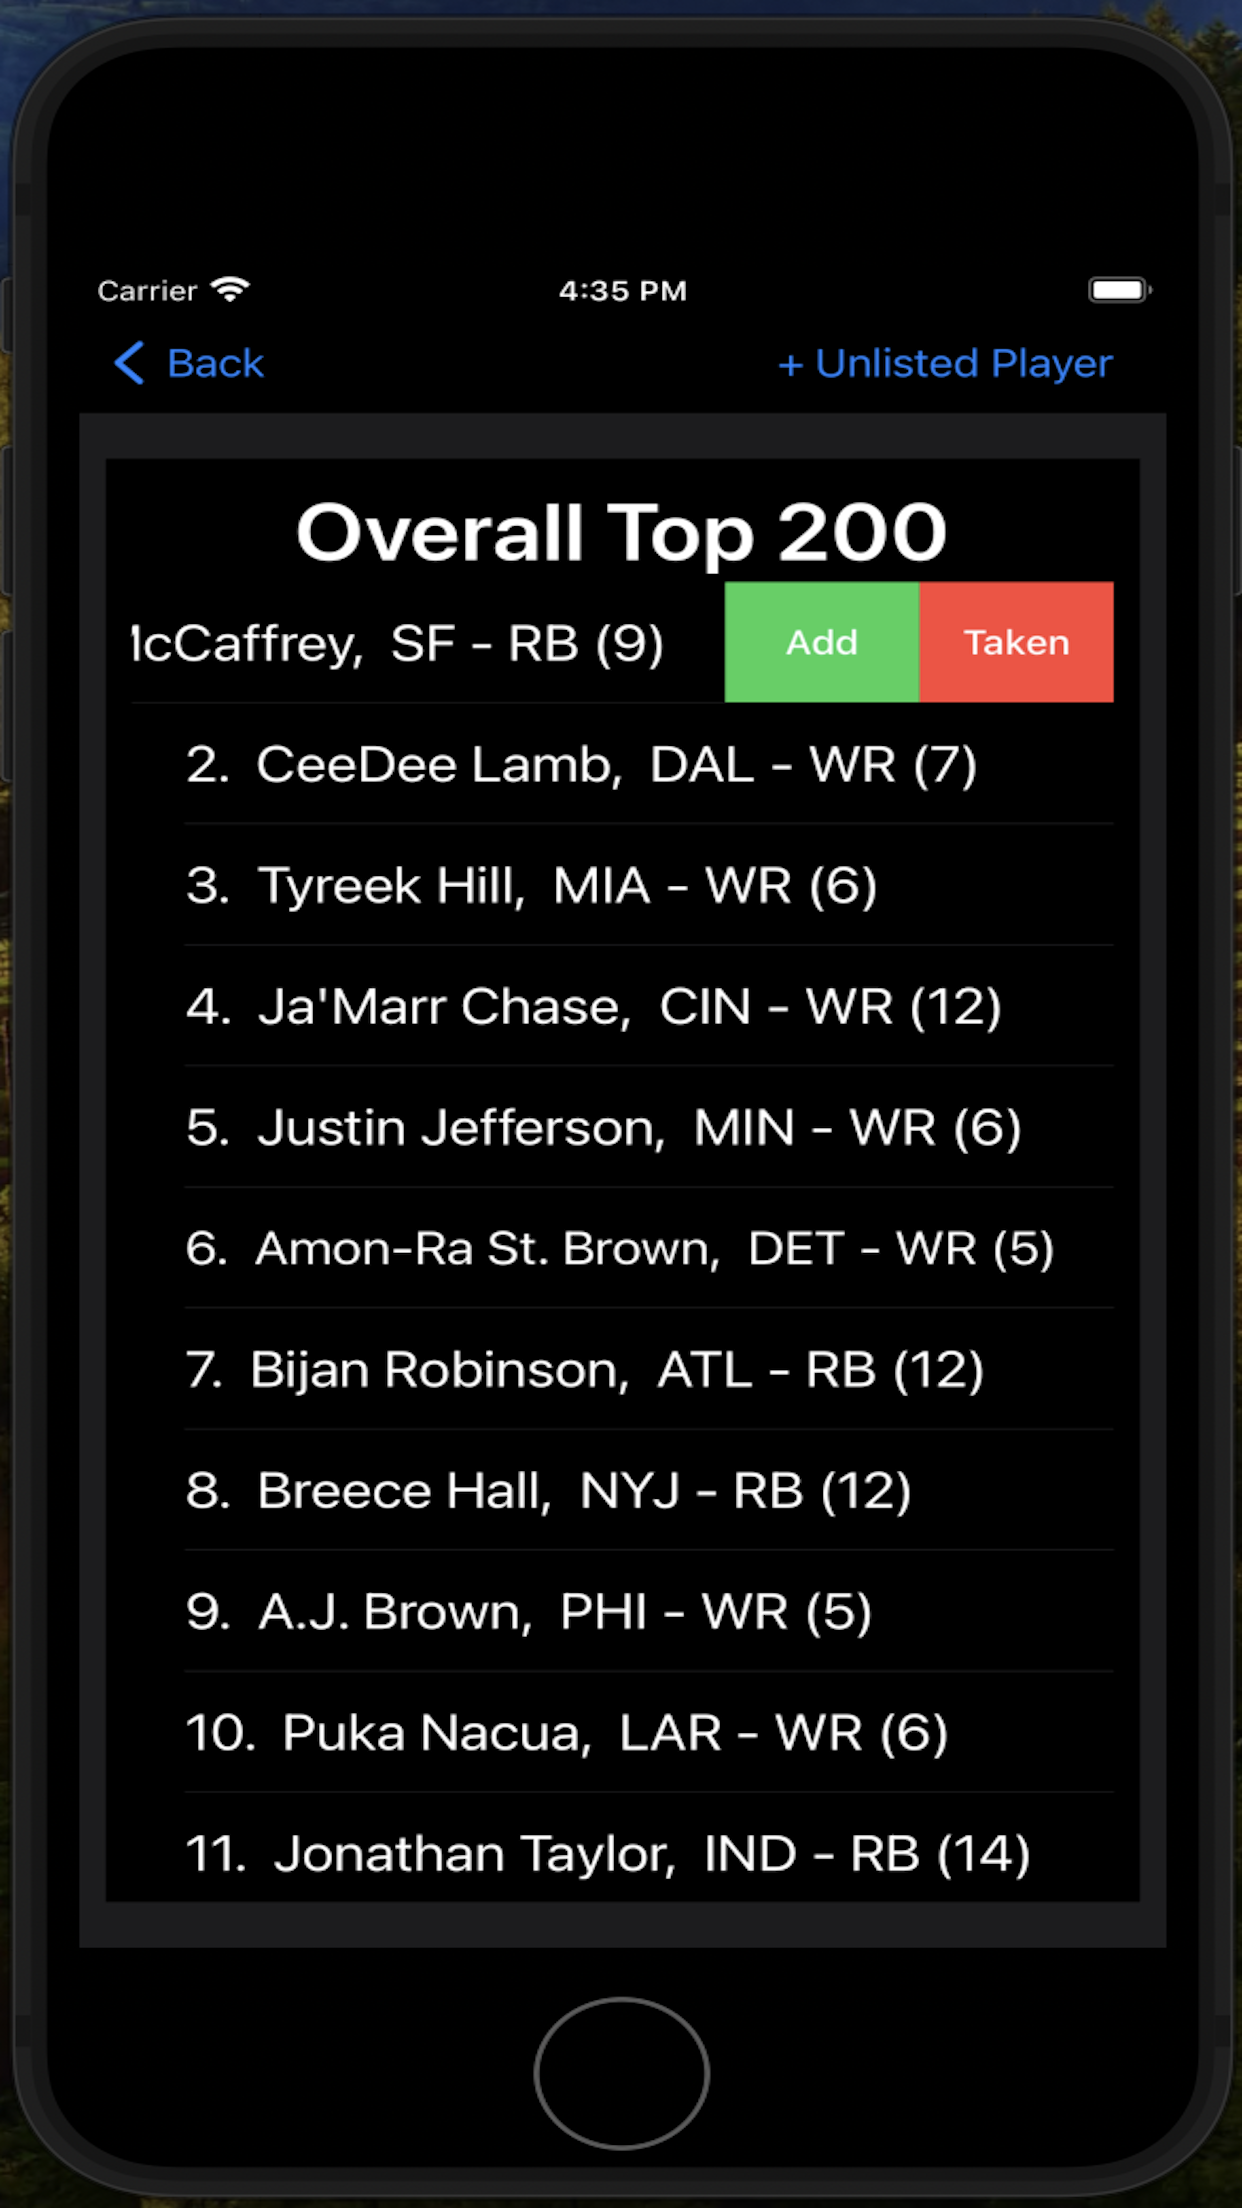 Carrier 4:35 PM
Back + Unlisted Player
Overall Top 200
cCaffrey, SF - RB (9) Add Taken
2. CeeDee Lamb, DAL - WR (7)
3. Tyreek Hill, MIA - WR (6)
4. Ja'Marr Chase, CIN - WR (12)
5. Justin Jefferson, MIN - WR (6)
6. Amon-Ra St. Brown, DET - WR (5)
7. Bijan Robinson, ATL - RB (12)
8. Breece Hall, NYJ - RB (12)
9. A.J. Brown, PHI - WR (5)
10. Puka Nacua, LAR - WR (6)
11. Jonathan Taylor, IND - RB (14)